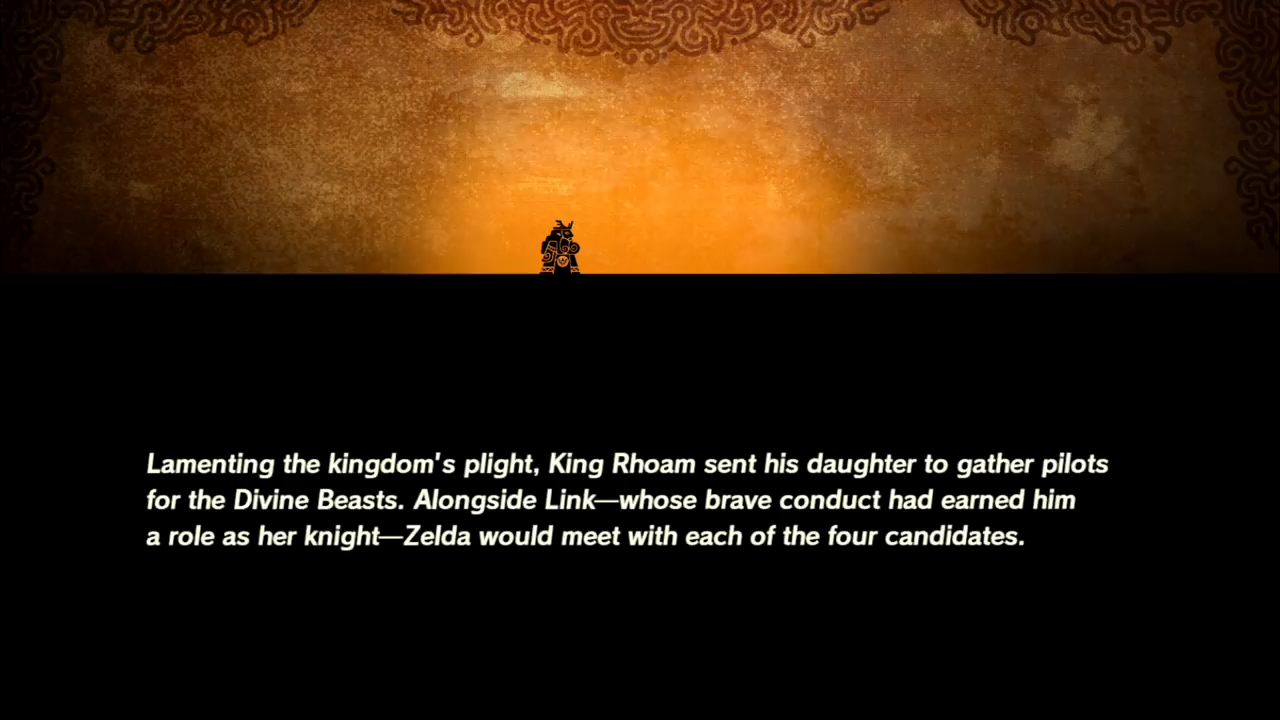 Lamenting the kingdom's plight, King Rhoam sent his daughter to gather pilots
for the Divine Beasts. Alongside Link—whose brave conduct had earned him
a role as her knight—Zelda would meet with each of the four candidates.